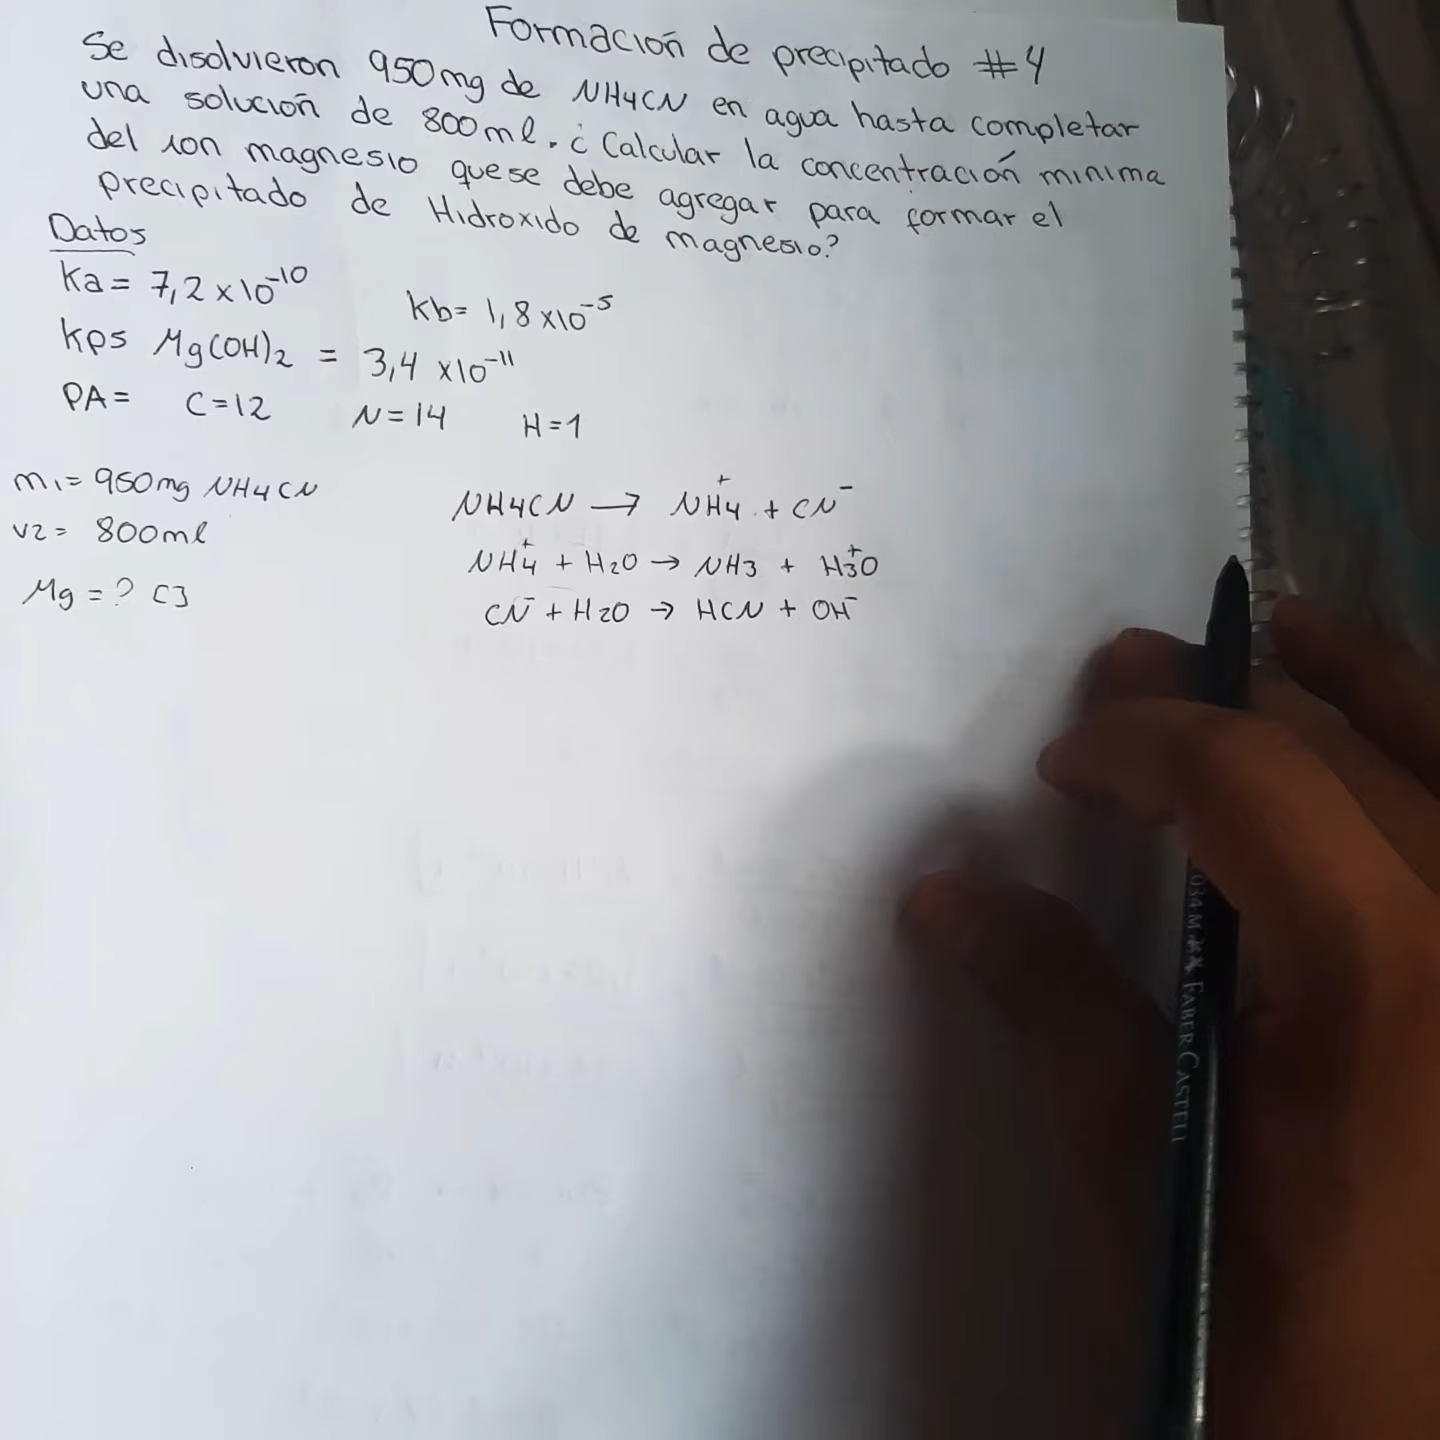 Formación de precipitado #4
Se disolvieron 950mg de NH4CN en agua hasta completar
una solución de 800ml. ¿Calcular la concentración minima
del ion magnesio que se debe agregar para formar el
precipitado de Hidroxido de magnesio?
Datos
Ka = 7,2 x 10⁻¹⁰ Kb = 1,8 x10⁻⁵
Kps Mg(OH)2 = 3,4 x10⁻¹¹
PA = C=12 N=14 H=1
m1 = 950mg NH4CN
V2 = 800ml
Mg = ? [ ]
NH4CN → NH4⁺ + CN⁻
NH4⁺ + H2O → NH3 + H3O⁺
CN⁻ + H2O → HCN + OH⁻
034M
FABER CASTELL